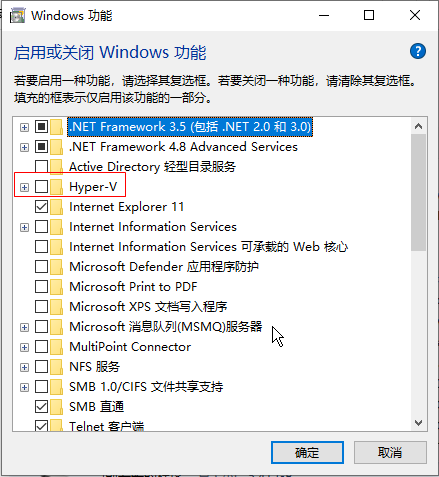 Windows 功能
启用或关闭 Windows 功能
若要启用一种功能，请选择其复选框。若要关闭一种功能，请清除其复选框。
填充的框表示仅启用该功能的一部分。
.NET Framework 3.5 (包括 .NET 2.0 和 3.0)
.NET Framework 4.8 Advanced Services
Active Directory 轻型目录服务
Hyper-V
Internet Explorer 11
Internet Information Services
Internet Information Services 可承载的 Web 核心
Microsoft Defender 应用程序防护
Microsoft Print to PDF
Microsoft XPS 文档写入程序
Microsoft 消息队列(MSMQ)服务器
MultiPoint Connector
NFS 服务
SMB 1.0/CIFS 文件共享支持
SMB 直通
Telnet 客户端
确定
取消